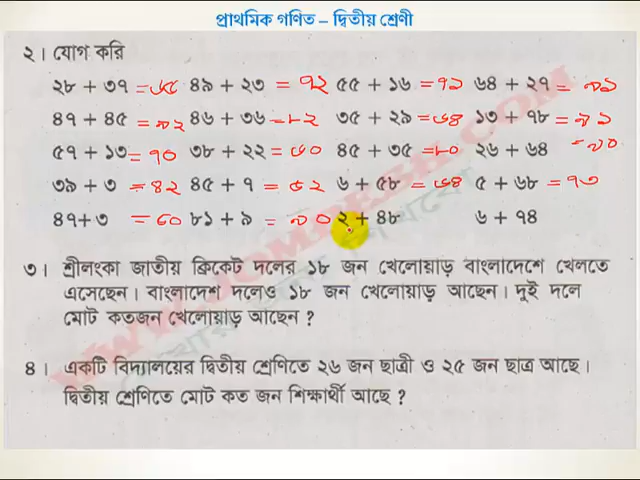 প্রাথমিক গণিত – দ্বিতীয় শ্রেণী
২। যোগ করি
২৮ + ৩৭ = ৬৫ ৪৯ + ২৩ = ৭২ ৫৫ + ১৬ = ৭১ ৬৪ + ২৭ = ৯১
৪৭ + ৪৫ = ৯২ ৪৬ + ৩৬ = ৮২ ৩৫ + ২৯ = ৬৪ ১৩ + ৭৮ = ৯১
৫৭ + ১৩ = ৭০ ৩৮ + ২২ = ৬০ ৪৫ + ৩৫ = ৮০ ২৬ + ৬৪ = ৯০
৩৯ + ৩ = ৪২ ৪৫ + ৭ = ৫২ ৬ + ৫৮ = ৬৪ ৫ + ৬৮ = ৭৩
৪৭+৩ = ৫০ ৮১ + ৯ = ৯০ ২ + ৪৮ ৬ + ৭৪
৩। শ্রীলংকা জাতীয় ক্রিকেট দলের ১৮ জন খেলোয়াড় বাংলাদেশে খেলতে
এসেছেন। বাংলাদেশ দলেও ১৮ জন খেলোয়াড় আছেন। দুই দলে
মোট কতজন খেলোয়াড় আছেন ?
৪। একটি বিদ্যালয়ের দ্বিতীয় শ্রেণিতে ২৬ জন ছাত্রী ও ২৫ জন ছাত্র আছে।
দ্বিতীয় শ্রেণিতে মোট কত জন শিক্ষার্থী আছে ?